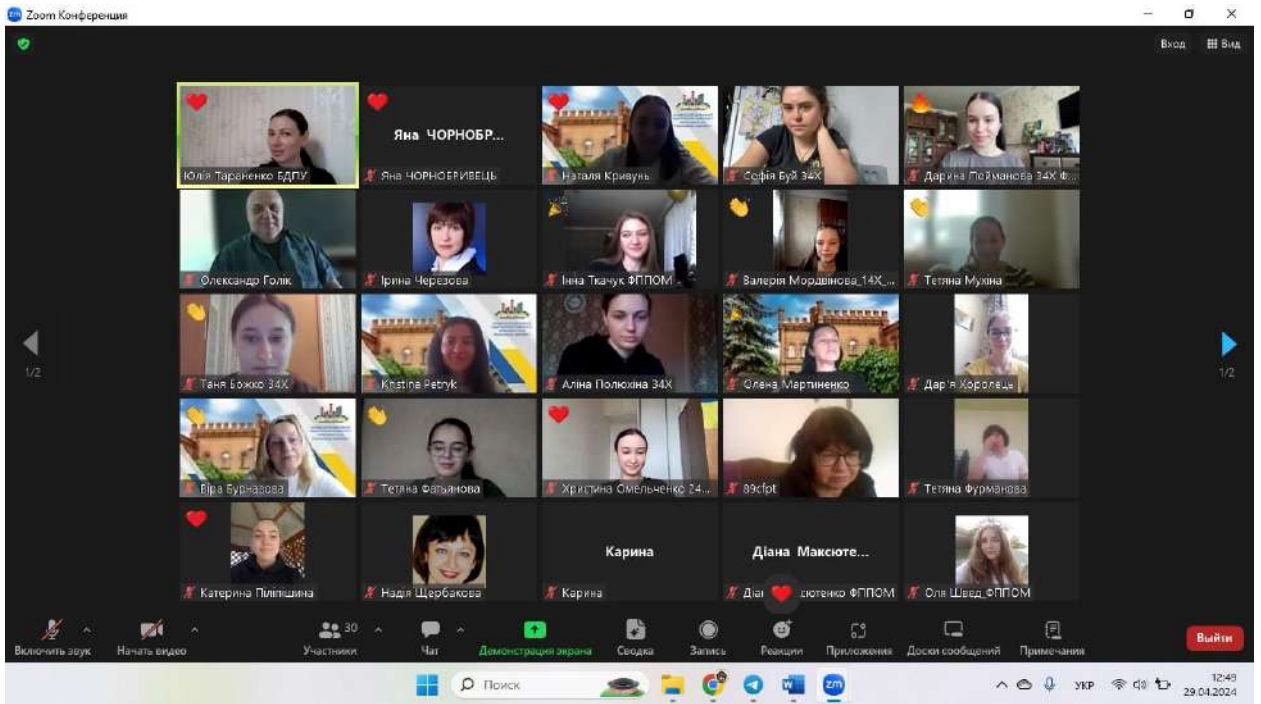 Zoom Конференция
Вход
Вид
Юлія Тараненко БДПУ
Яна ЧОРНОБР...
Яна ЧОРНОБРИВЕЦЬ
Наталя Кривунь
Софія Буй 34Х
Дарина Пойманова 34Х Ф...
Олександр Голік
Ірина Черезова
Інна Ткачук ФППОМ
Валерія Мордвінова_14Х_...
Тетяна Мухіна
Таня Божко 34Х
Kristina Petryk
Аліна Полюхіна 34Х
Олена Мартиненко
Дар'я Хоролець
1/2
1/2
Віра Бурназова
Тетяна Фатьянова
Христина Омельченко 24...
89cfpt
Тетяна Фурманова
Катерина Пілпішина
Надія Щербакова
Карина
Карина
Діана Максюте...
Діа сютенко ФППОМ
Оля Швед_ФППОМ
30
Включить звук
Начать видео
Участники
Чат
Демонстрация экрана
Сводка
Запись
Реакции
Приложения
Доски сообщений
Примечания
Выйти
Поиск
УКР
12:49
29.04.2024